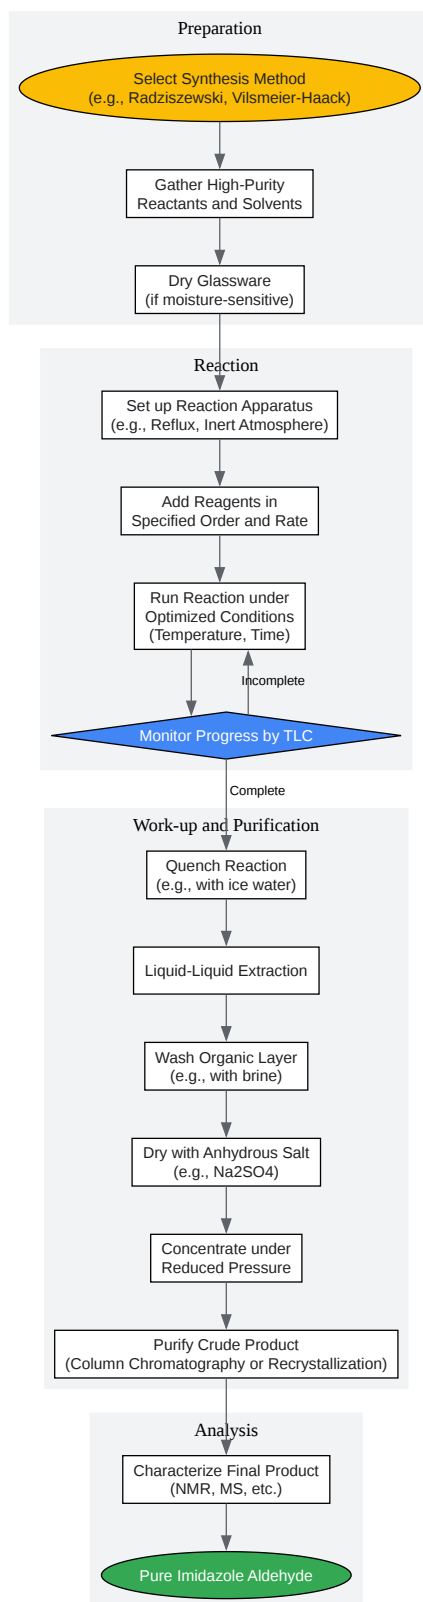 Preparation
Select Synthesis Method
(e.g., Radziszewski, Vilsmeier-Haack)
Gather High-Purity
Reactants and Solvents
Dry Glassware
(if moisture-sensitive)
Reaction
Set up Reaction Apparatus
(e.g., Reflux, Inert Atmosphere)
Add Reagents in
Specified Order and Rate
Run Reaction under
Optimized Conditions
(Temperature, Time)
Incomplete
Monitor Progress by TLC
Complete
Work-up and Purification
Quench Reaction
(e.g., with ice water)
Liquid-Liquid Extraction
Wash Organic Layer
(e.g., with brine)
Dry with Anhydrous Salt
(e.g., Na2SO4)
Concentrate under
Reduced Pressure
Purify Crude Product
(Column Chromatography or Recrystallization)
Analysis
Characterize Final Product
(NMR, MS, etc.)
Pure Imidazole Aldehyde